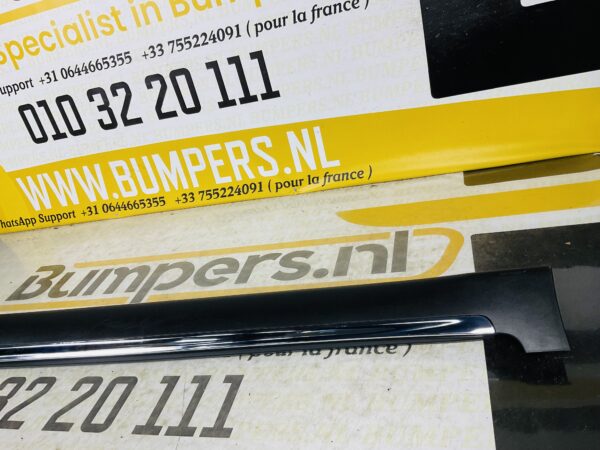 Specialist in Bumpe
Support +31 0644665355 +33 755224091 ( pour la france )
010 32 20 111
WWW.BUMPERS.NL
WhatsApp Support +31 0644665355 +33 755224091 ( pour la france )
Bumpers.nl
pour la france )
32 20 111